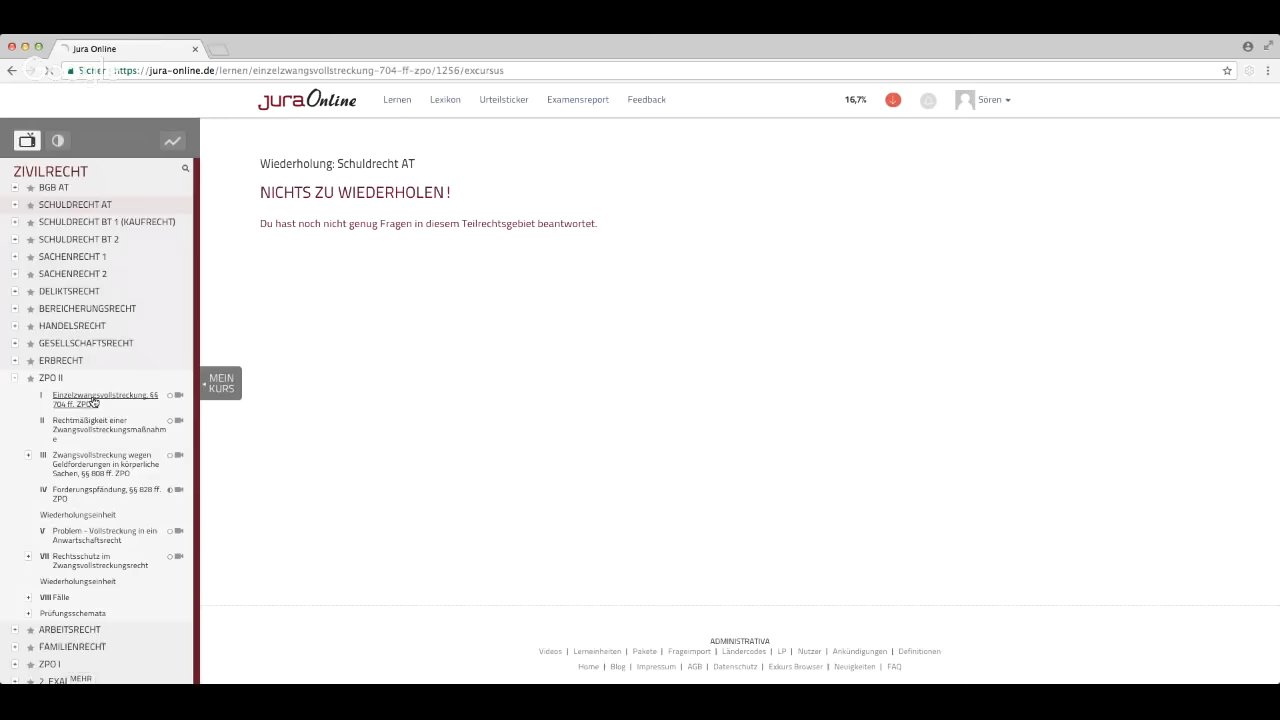 Jura Online
Sicher https://jura-online.de/lernen/einzelzwangsvollstreckung-704-ff-zpo/1256/excursus
juraOnline
Lernen Lexikon Urteilsticker Examensreport Feedback
16,7%
Sören
ZIVILRECHT
BGB AT
SCHULDRECHT AT
SCHULDRECHT BT 1 (KAUFRECHT)
SCHULDRECHT BT 2
SACHENRECHT 1
SACHENRECHT 2
DELIKTSRECHT
BEREICHERUNGSRECHT
HANDELSRECHT
GESELLSCHAFTSRECHT
ERBRECHT
ZPO II
I Einzelzwangsvollstreckung, §§
704 ff. ZPO
II Rechtmäßigkeit einer
Zwangsvollstreckungsmaßnahm
e
III Zwangsvollstreckung wegen
Geldforderungen in körperliche
Sachen, §§ 808 ff. ZPO
IV Forderungspfändung, §§ 828 ff.
ZPO
Wiederholungseinheit
V Problem - Vollstreckung in ein
Anwartschaftsrecht
VII Rechtsschutz im
Zwangsvollstreckungsrecht
Wiederholungseinheit
VIII Fälle
Prüfungsschemata
ARBEITSRECHT
FAMILIENRECHT
ZPO I
2. EXA
MEHR
MEIN
KURS
Wiederholung: Schuldrecht AT
NICHTS ZU WIEDERHOLEN!
Du hast noch nicht genug Fragen in diesem Teilrechtsgebiet beantwortet.
ADMINISTRATIVA
Videos | Lerneinheiten | Pakete | Frageimport | Ländercodes | LP | Nutzer | Ankündigungen | Definitionen
Home | Blog | Impressum | AGB | Datenschutz | Exkurs Browser | Neuigkeiten | FAQ